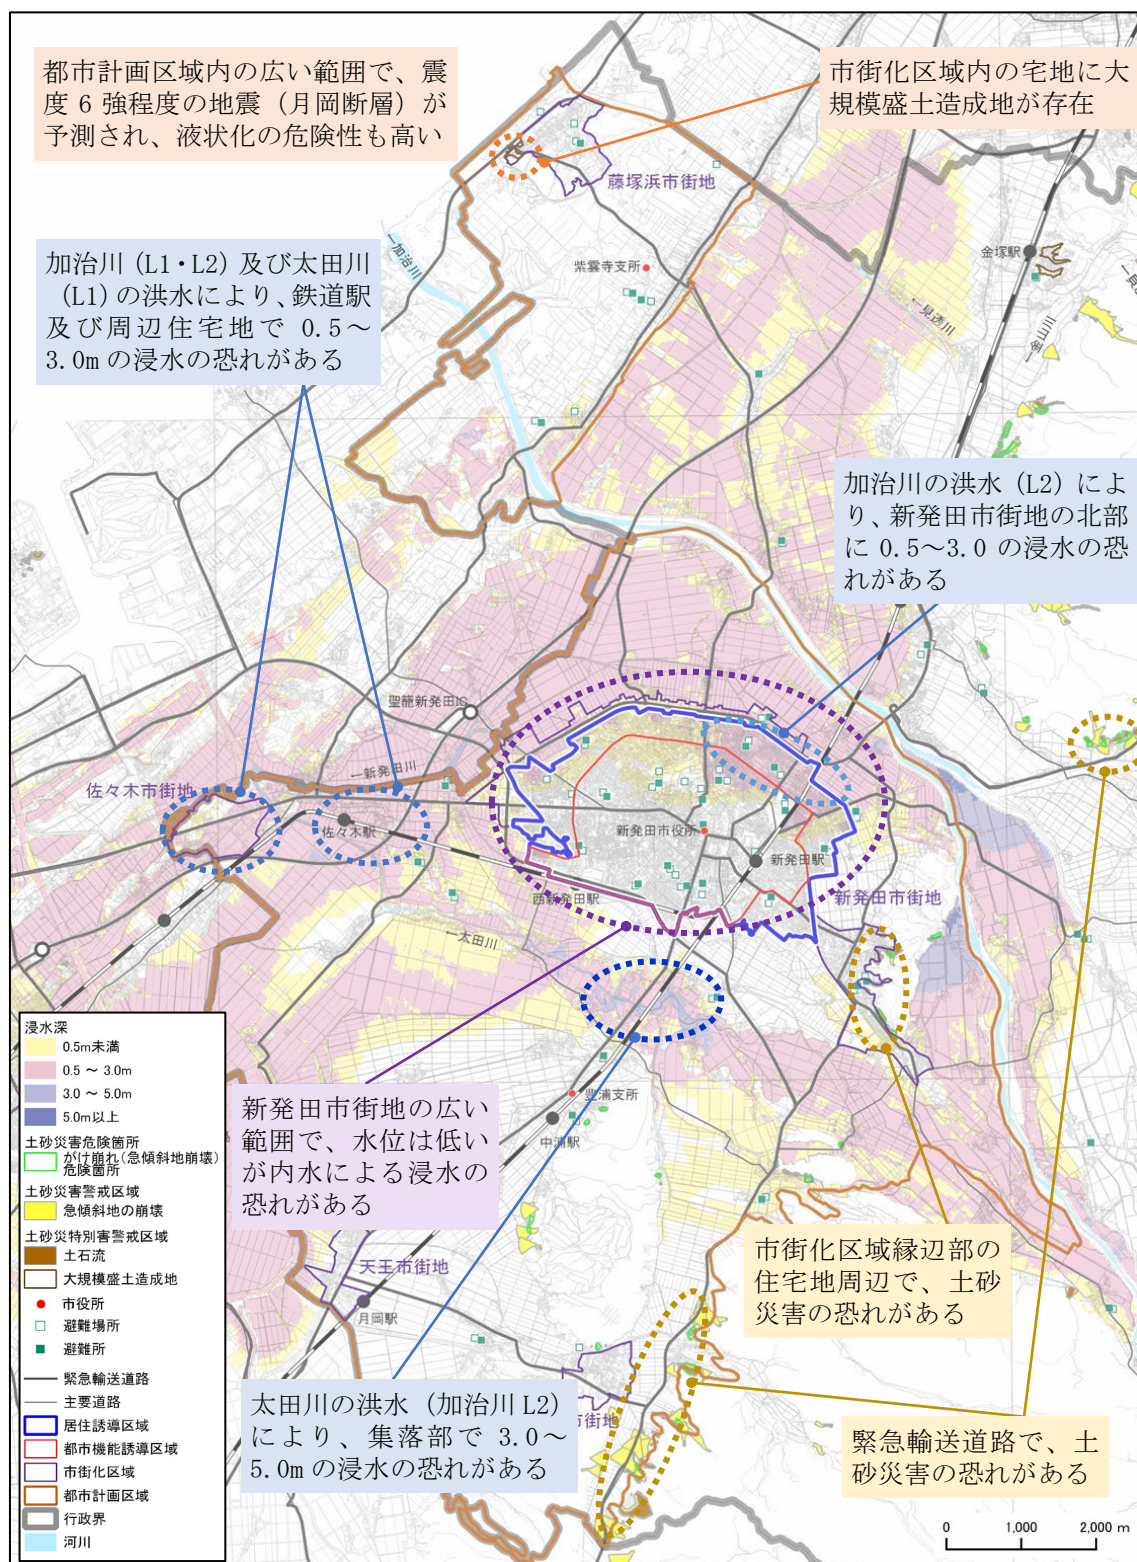 都市計画区域内の広い範囲で、震
度 6 強程度の地震（月岡断層）が
予測され、液状化の危険性も高い
市街化区域内の宅地に大
規模盛土造成地が存在
藤塚浜市街地
加治川（L1・L2）及び太田川
（L1）の洪水により、鉄道駅
及び周辺住宅地で 0.5～
3.0m の浸水の恐れがある
←加治川
紫雲寺支所
金塚駅
←見透川
←金山川
加治川の洪水（L2）によ
り、新発田市街地の北部
に 0.5～3.0 の浸水の恐
れがある
聖籠新発田IC
←新発田川
佐々木市街地
佐々木駅
新発田市役所
新発田駅
西新発田駅
新発田市街地
←太田川
浸水深
0.5m未満
0.5 ～ 3.0m
3.0 ～ 5.0m
5.0m以上
土砂災害危険箇所
がけ崩れ（急傾斜地崩壊）
危険箇所
土砂災害警戒区域
急傾斜地の崩壊
土砂災特別害警戒区域
土石流
大規模盛土造成地
市役所
避難場所
避難所
緊急輸送道路
主要道路
居住誘導区域
都市機能誘導区域
市街化区域
都市計画区域
行政界
河川
新発田市街地の広い
範囲で、水位は低い
が内水による浸水の
恐れがある
豊浦支所
中浦駅
天王市街地
月岡駅
市街化区域縁辺部の
住宅地周辺で、土砂
災害の恐れがある
太田川の洪水（加治川 L2）
により、集落部で 3.0～
5.0m の浸水の恐れがある
市街地
緊急輸送道路で、土
砂災害の恐れがある
0 1,000 2,000 m